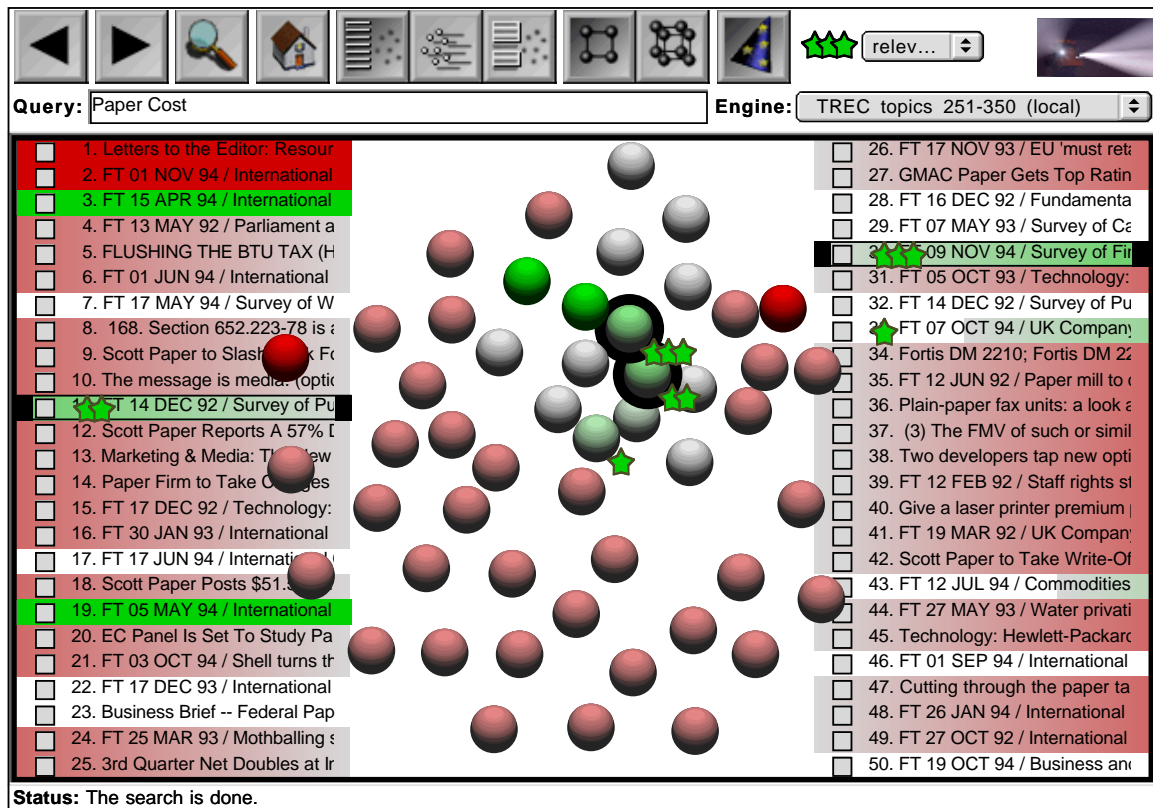 relev...
Query: Paper Cost
Engine: TREC topics 251-350 (local)
1. Letters to the Editor: Resour
2. FT 01 NOV 94 / International
3. FT 15 APR 94 / International
4. FT 13 MAY 92 / Parliament a
5. FLUSHING THE BTU TAX (H
6. FT 01 JUN 94 / International
7. FT 17 MAY 94 / Survey of W
8. 168. Section 652.223-78 is a
9. Scott Paper to Slash
10. The message is media: (optic
FT 14 DEC 92 / Survey of Pu
12. Scott Paper Reports A 57% D
13. Marketing & Media:
14. Paper Firm to Take
15. FT 17 DEC 92 / Technology:
16. FT 30 JAN 93 / International
17. FT 17 JUN 94 /
18. Scott Paper Posts
19. FT 05 MAY 94 / International
20. EC Panel Is Set To Study Pa
21. FT 03 OCT 94 / Shell turns th
22. FT 17 DEC 93 / International
23. Business Brief -- Federal Pap
24. FT 25 MAR 93 / Mothballing s
25. 3rd Quarter Net Doubles at In
26. FT 17 NOV 93 / EU 'must reta
27. GMAC Paper Gets Top Ratin
28. FT 16 DEC 92 / Fundamenta
29. FT 07 MAY 93 / Survey of Ca
09 NOV 94 / Survey of Fin
31. FT 05 OCT 93 / Technology:
32. FT 14 DEC 92 / Survey of Pu
FT 07 OCT 94 / UK Company
34. Fortis DM 2210; Fortis DM 22
35. FT 12 JUN 92 / Paper mill to c
36. Plain-paper fax units: a look a
37. (3) The FMV of such or simil
38. Two developers tap new opti
39. FT 12 FEB 92 / Staff rights st
40. Give a laser printer premium
41. FT 19 MAR 92 / UK Company
42. Scott Paper to Take Write-Of
43. FT 12 JUL 94 / Commodities
44. FT 27 MAY 93 / Water privati
45. Technology: Hewlett-Packard
46. FT 01 SEP 94 / International
47. Cutting through the paper ta
48. FT 26 JAN 94 / International
49. FT 27 OCT 92 / International
50. FT 19 OCT 94 / Business and
Status: The search is done.